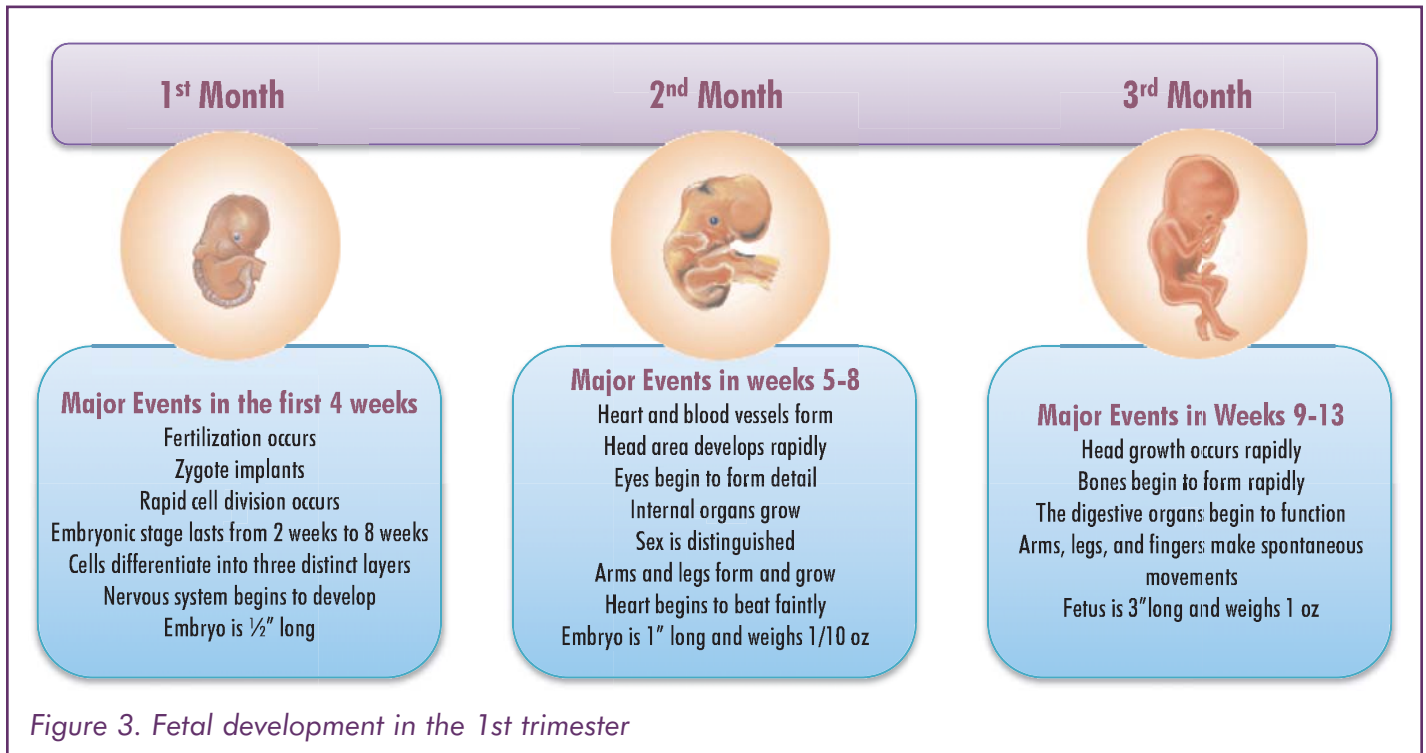 1st Month
2nd Month
3rd Month
Major Events in the first 4 weeks
Fertilization occurs
Zygote implants
Rapid cell division occurs
Embryonic stage lasts from 2 weeks to 8 weeks
Cells differentiate into three distinct layers
Nervous system begins to develop
Embryo is ½” long
Major Events in weeks 5-8
Heart and blood vessels form
Head area develops rapidly
Eyes begin to form detail
Internal organs grow
Sex is distinguished
Arms and legs form and grow
Heart begins to beat faintly
Embryo is 1” long and weighs 1/10 oz
Major Events in Weeks 9-13
Head growth occurs rapidly
Bones begin to form rapidly
The digestive organs begin to function
Arms, legs, and fingers make spontaneous
movements
Fetus is 3”long and weighs 1 oz
Figure 3. Fetal development in the 1st trimester